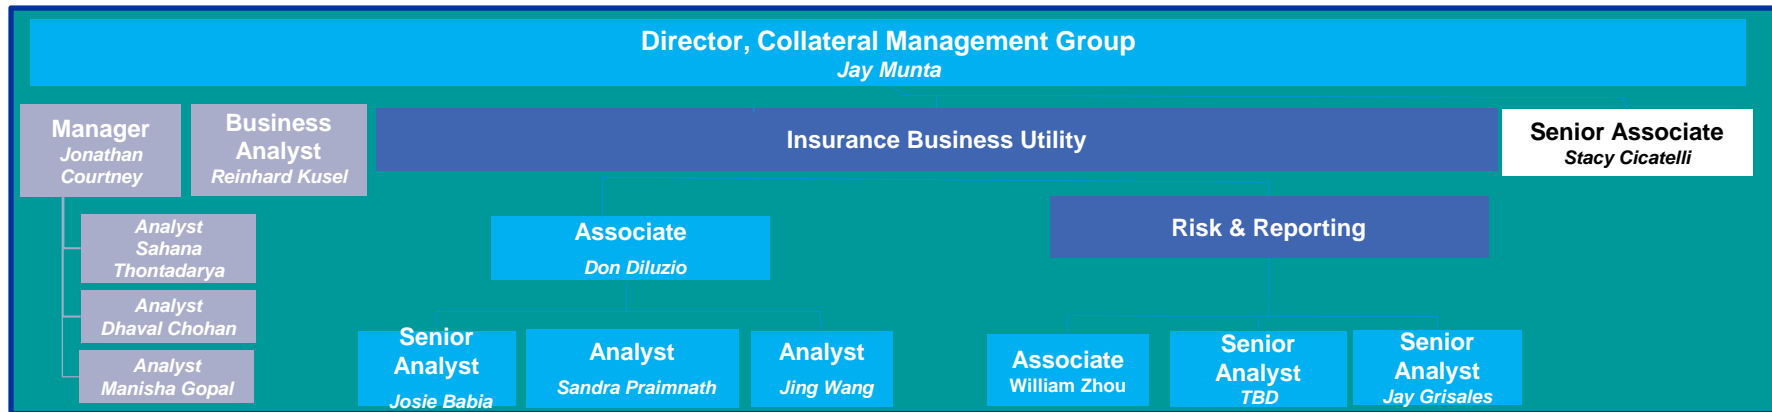 Director, Collateral Management Group
Jay Munta
Manager
Jonathan
Courtney
Business
Analyst
Reinhard Kusel
Insurance Business Utility
Senior Associate
Stacy Cicatelli
Analyst
Sahana
Thontadarya
Analyst
Dhaval Chohan
Analyst
Manisha Gopal
Associate
Don Diluzio
Risk & Reporting
Senior
Analyst
Josie Babia
Analyst
Sandra Praimnath
Analyst
Jing Wang
Associate
William Zhou
Senior
Analyst
TBD
Senior
Analyst
Jay Grisales